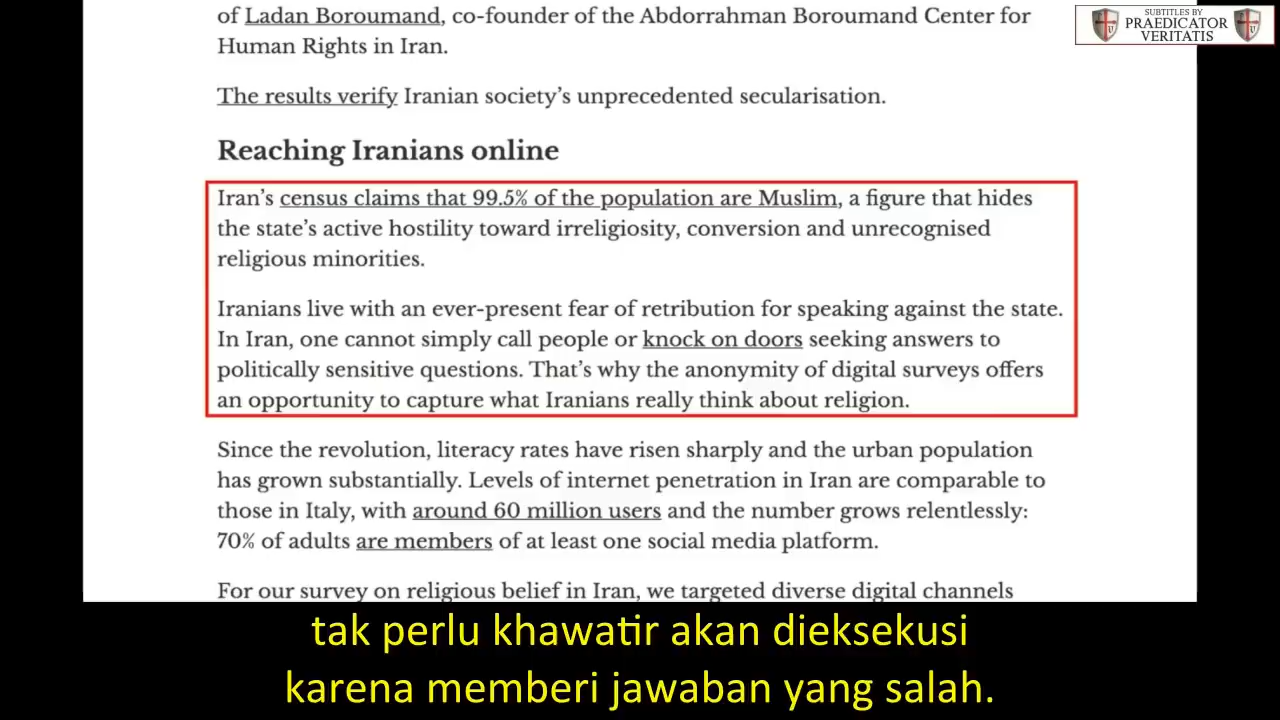 of Ladan Boroumand, co-founder of the Abdorrahman Boroumand Center for
Human Rights in Iran.
SUBTITLES BY
PRAEDICATOR
VERITATIS
The results verify Iranian society's unprecedented secularisation.
Reaching Iranians online
Iran's census claims that 99.5% of the population are Muslim, a figure that hides
the state's active hostility toward irreligiosity, conversion and unrecognised
religious minorities.
Iranians live with an ever-present fear of retribution for speaking against the state.
In Iran, one cannot simply call people or knock on doors seeking answers to
politically sensitive questions. That's why the anonymity of digital surveys offers
an opportunity to capture what Iranians really think about religion.
Since the revolution, literacy rates have risen sharply and the urban population
has grown substantially. Levels of internet penetration in Iran are comparable to
those in Italy, with around 60 million users and the number grows relentlessly:
70% of adults are members of at least one social media platform.
For our survey on religious belief in Iran, we targeted diverse digital channels
tak perlu khawatir akan dieksekusi
karena memberi jawaban yang salah.